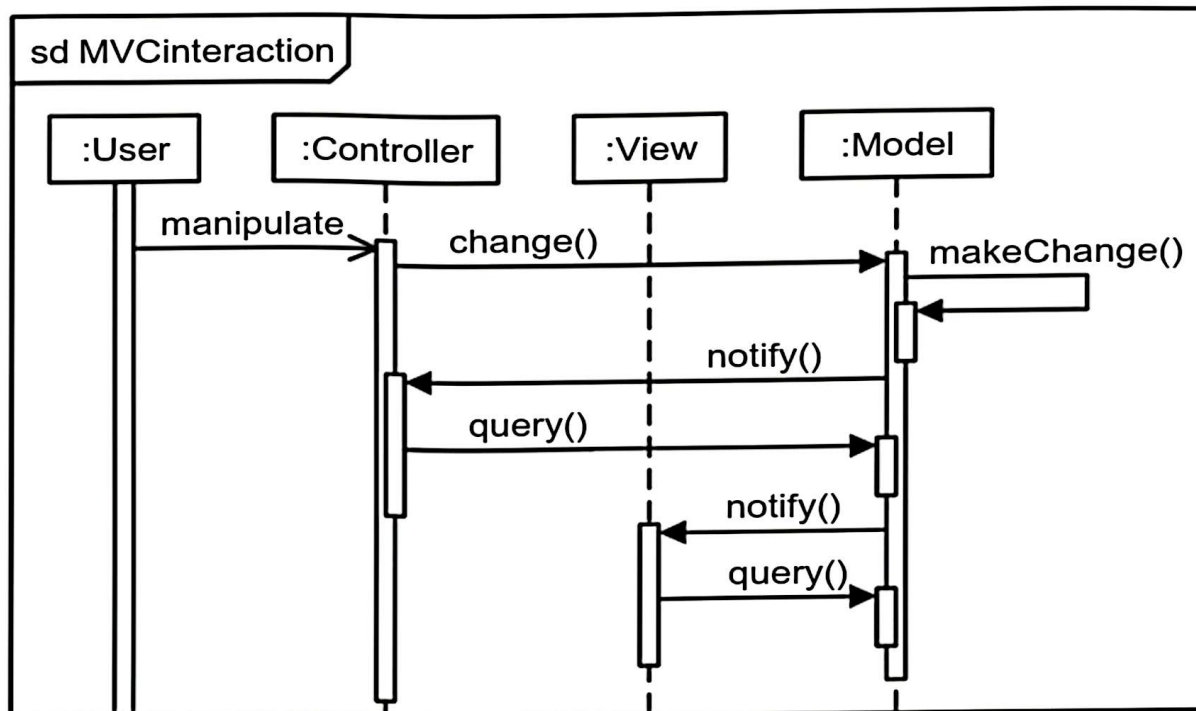 sd MVCinteraction
:User
:Controller
:View
:Model
manipulate
change()
makeChange()
notify()
query()
notify()
query()